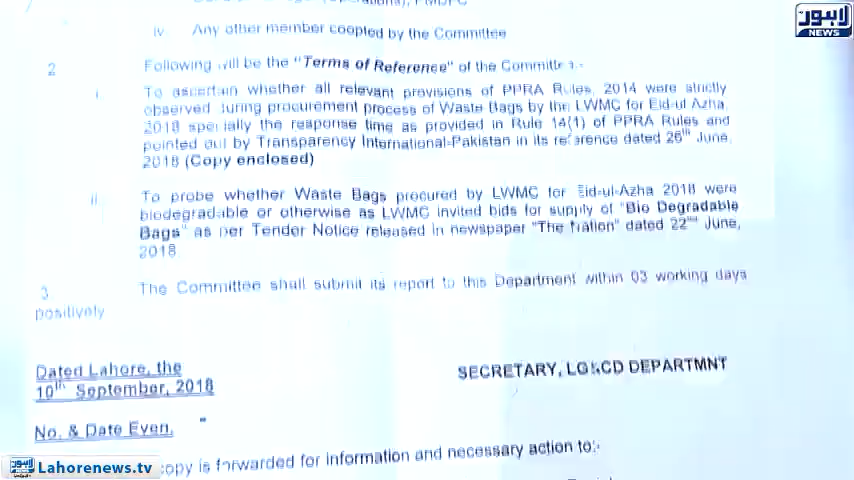 لاہور
NEWS
iv. Any other member coopted by the Committee
2 Following will be the "Terms of Reference" of the Committe :-
i. To ascertain whether all relevant provisions of PPRA Rules, 2014 were strictly
observed during procurement process of Waste Bags by the LWMC for Eid-ul Azha,
2018 specially the response time as provided in Rule 14(1) of PPRA Rules and
pointed out by Transparency International-Pakistan in its reference dated 26th June,
2018 (Copy enclosed)
ii. To probe whether Waste Bags procured by LWMC for Eid-ul-Azha 2018 were
biodegradable or otherwise as LWMC invited bids for supply of "Bio Degradable
Bags" as per Tender Notice released in newspaper "The Nation" dated 22nd June,
2018
3 The Committee shall submit its report to this Department within 03 working days
positively
Dated Lahore, the
10th September, 2018
SECRETARY, LG&CD DEPARTMNT
No. & Date Even.
copy is forwarded for information and necessary action to:-
لاہور NEWS Lahorenews.tv